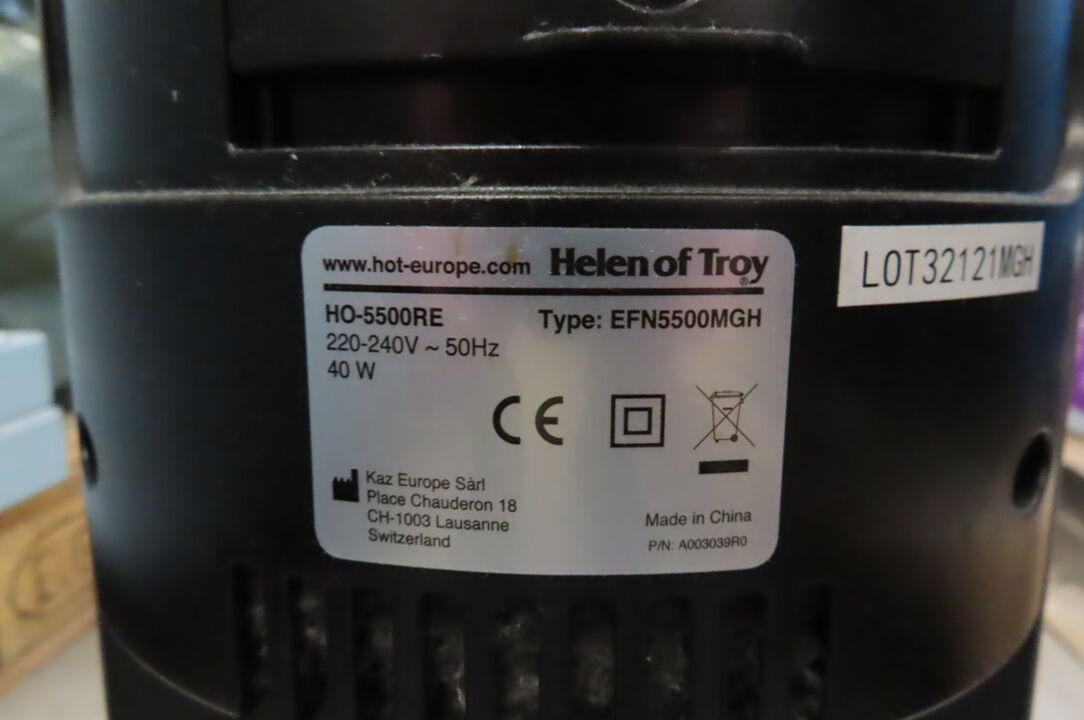 www.hot-europe.com Helen of Troy®
HO-5500RE Type: EFN5500MGH
220-240V ~ 50Hz
40 W
CE
Kaz Europe Sàrl
Place Chauderon 18
CH-1003 Lausanne
Switzerland
Made in China
P/N: A003039R0
LOT32121MGH